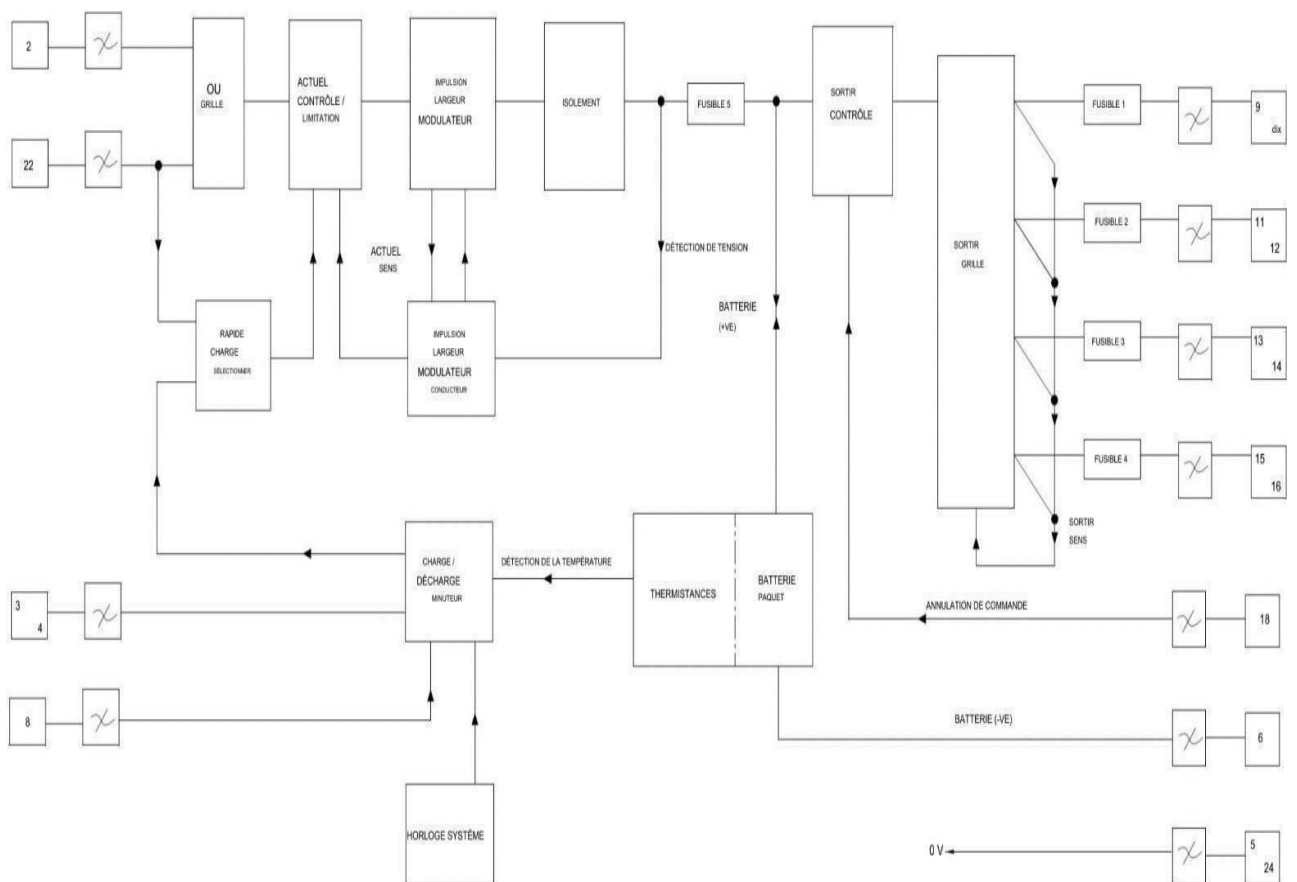 2
OU
GRILLE
ACTUEL
CONTRÔLE /
LIMITATION
IMPULSION
LARGEUR
MODULATEUR
ISOLEMENT
FUSIBLE 5
SORTIR
CONTRÔLE
FUSIBLE 1
9
dix
22
ACTUEL
SENS
DÉTECTION DE TENSION
FUSIBLE 2
11
12
SORTIR
GRILLE
RAPIDE
CHARGE
SÉLECTIONNER
IMPULSION
LARGEUR
MODULATEUR
CONDUCTEUR
BATTERIE
(+VE)
FUSIBLE 3
13
14
FUSIBLE 4
15
16
SORTIR
SENS
3
4
CHARGE /
DÉCHARGE
MINUTEUR
DÉTECTION DE LA TEMPÉRATURE
THERMISTANCES
BATTERIE
PAQUET
ANNULATION DE COMMANDE
18
8
BATTERIE (-VE)
6
HORLOGE SYSTÈME
0 V
5
24